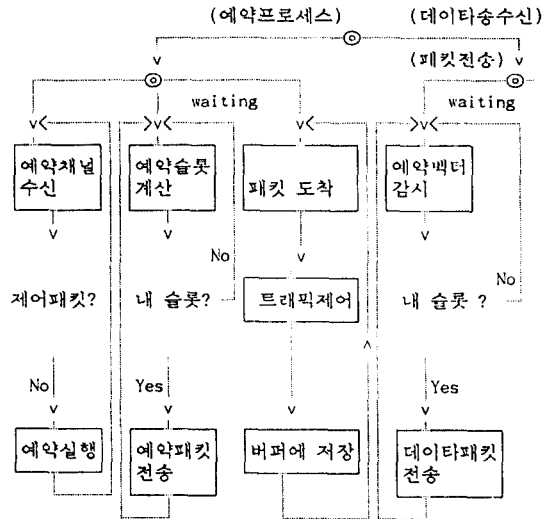 (예약프로세스) (데이타송수신)
(패킷전송)
waiting waiting
예약채널 예약슬롯 패킷 도착 예약벡터
수신 계산 감시
No
No
제어패킷? 내 슬롯? 트래픽제어 내 슬롯 ?
No Yes Yes
예약실행 예약패킷 버퍼에 저장 데이타패킷
전송 전송